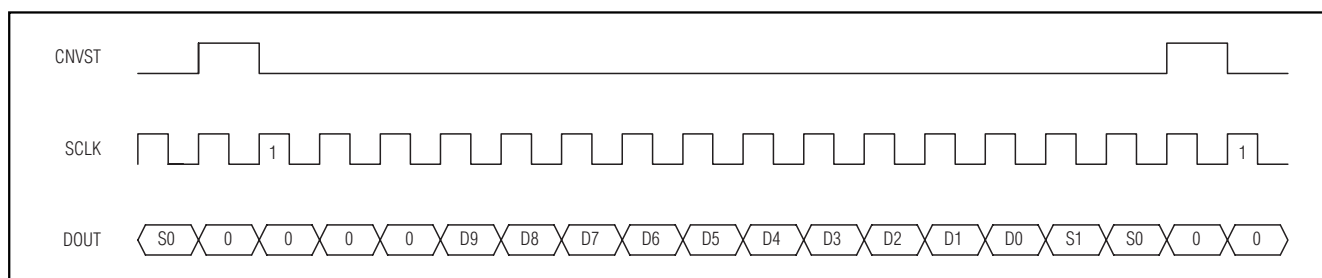 CNVST
SCLK 1 1
DOUT S0 0 0 0 0 D9 D8 D7 D6 D5 D4 D3 D2 D1 D0 S1 S0 0 0